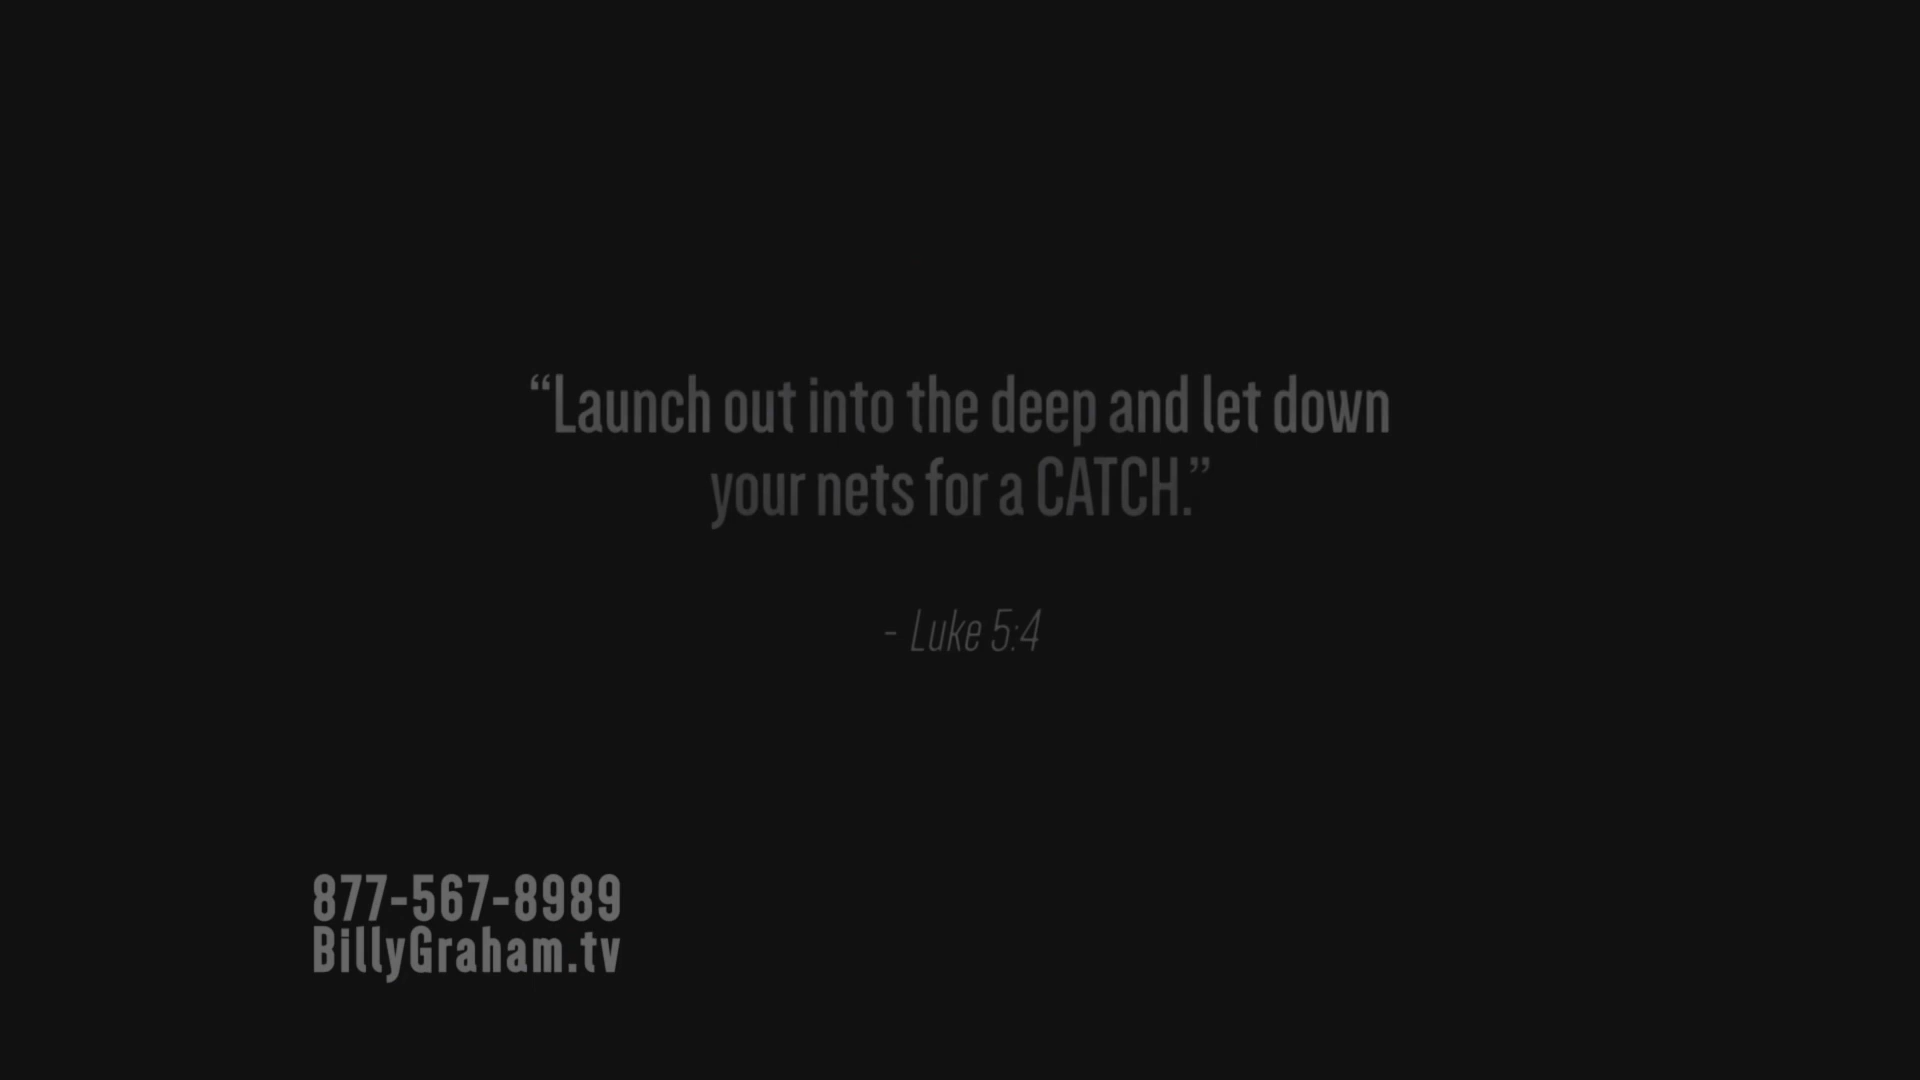 “Launch out into the deep and let down
your nets for a CATCH.”
- Luke 5:4
877-567-8989
BillyGraham.tv